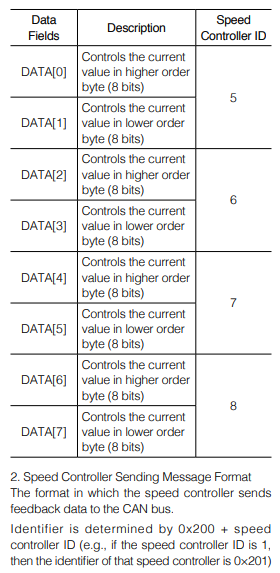 Data Fields
Description
Speed Controller ID
DATA[0]
Controls the current
value in higher order
byte (8 bits)
5
DATA[1]
Controls the current
value in lower order
byte (8 bits)
DATA[2]
Controls the current
value in higher order
byte (8 bits)
6
DATA[3]
Controls the current
value in lower order
byte (8 bits)
DATA[4]
Controls the current
value in higher order
byte (8 bits)
7
DATA[5]
Controls the current
value in lower order
byte (8 bits)
DATA[6]
Controls the current
value in higher order
byte (8 bits)
8
DATA[7]
Controls the current
value in lower order
byte (8 bits)
2. Speed Controller Sending Message Format
The format in which the speed controller sends
feedback data to the CAN bus.
Identifier is determined by 0x200 + speed
controller ID (e.g., if the speed controller ID is 1,
then the identifier of that speed controller is 0x201)